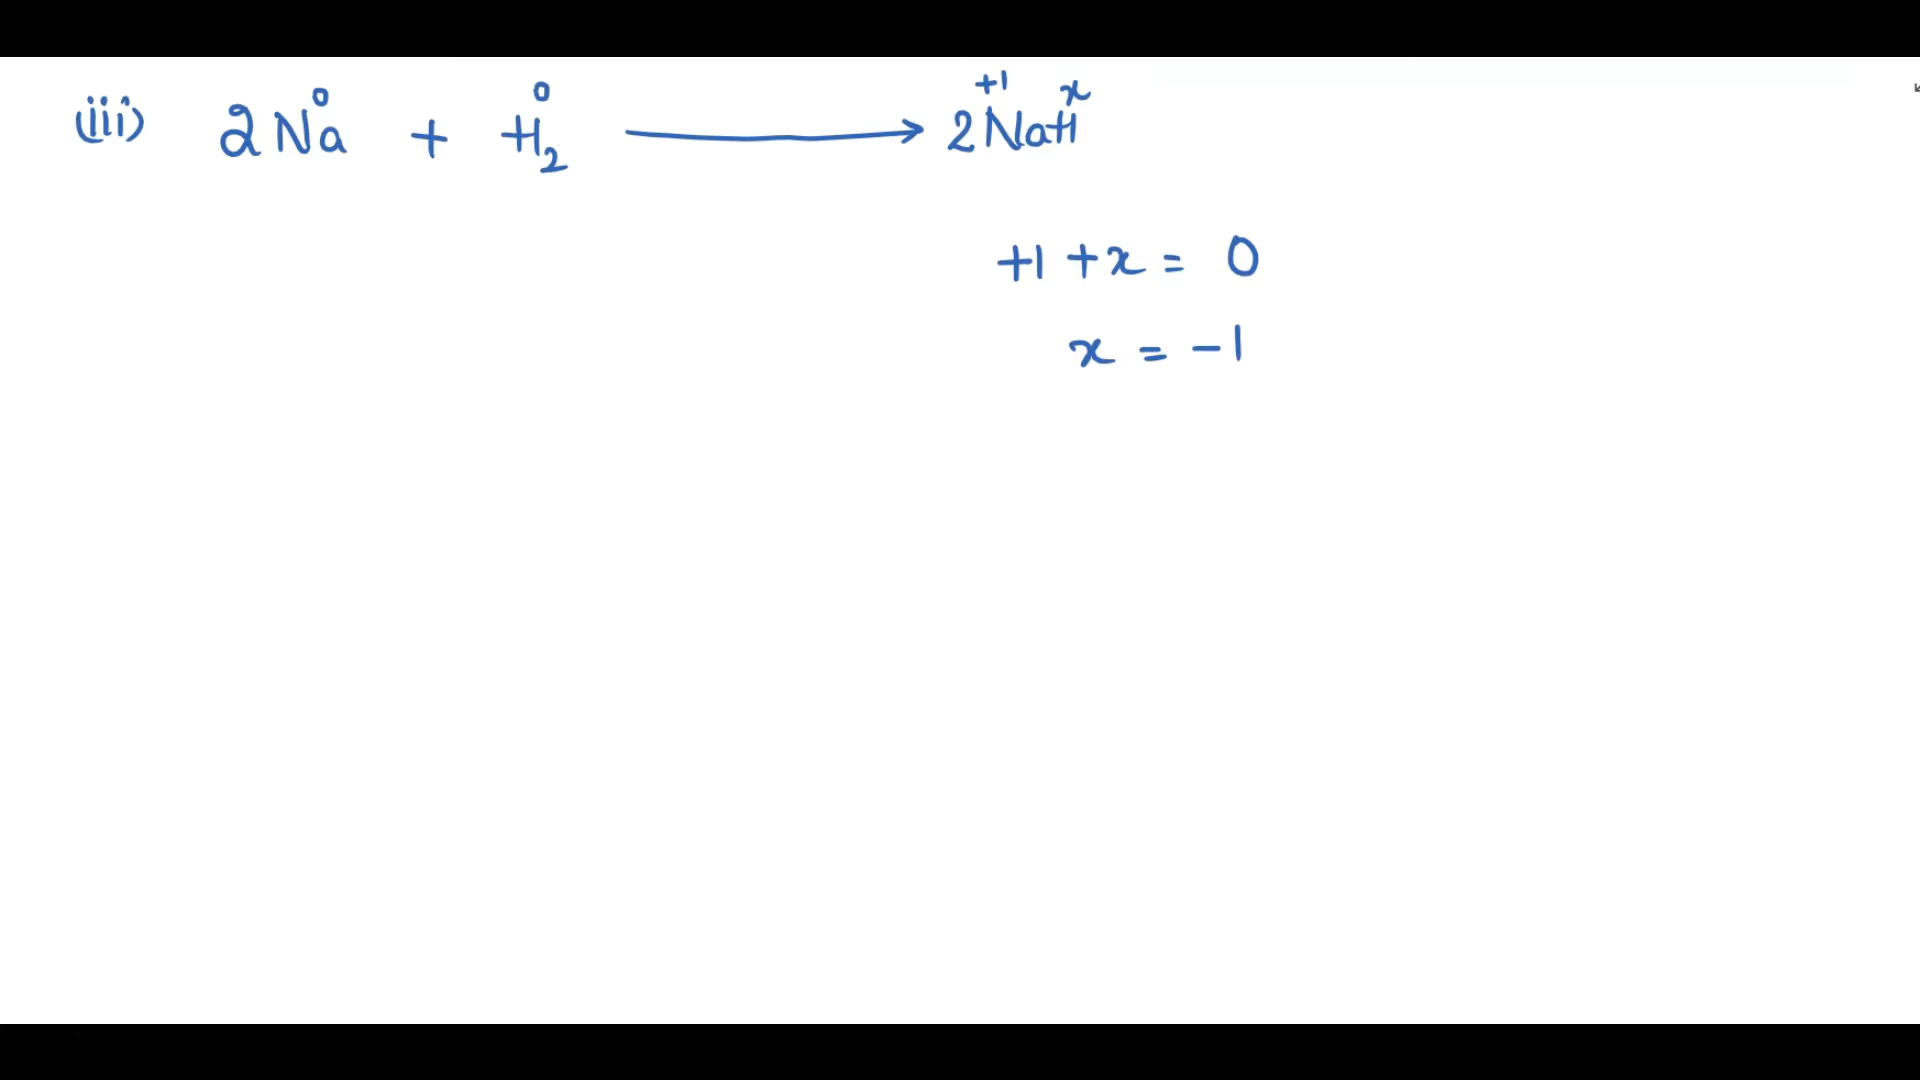 (iii) 2Na⁰ + H₂⁰ ⟶ 2Na⁺¹Hˣ
+1 + x = 0
x = -1